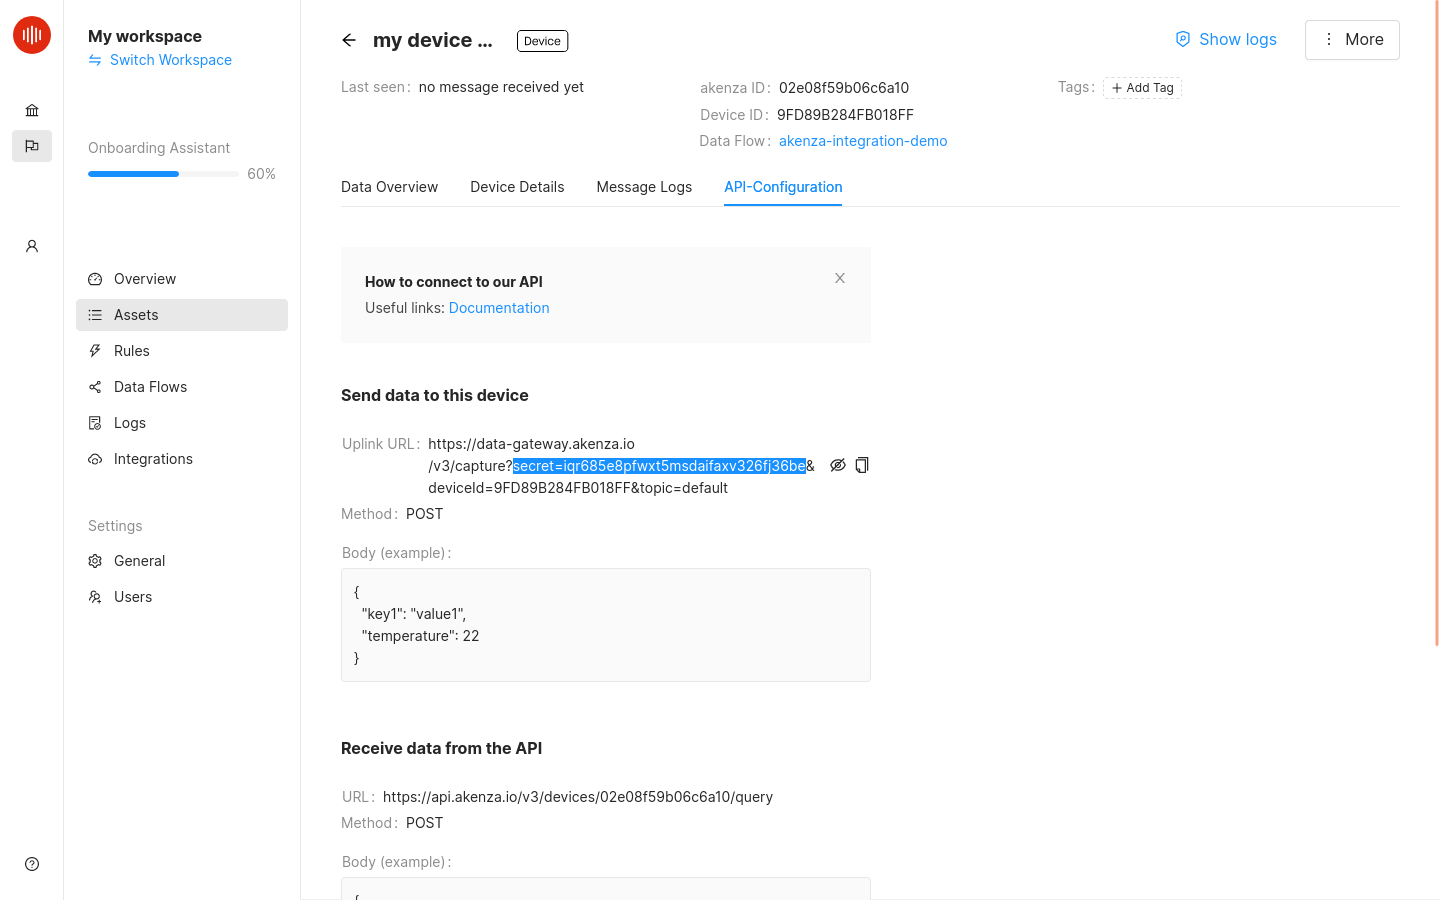 My workspace
Switch Workspace
Onboarding Assistant
60%
Overview
Assets
Rules
Data Flows
Logs
Integrations
Settings
General
Users
my device ...
Device
Show logs
More
Last seen: no message received yet
akenza ID: 02e08f59b06c6a10
Device ID: 9FD89B284FB018FF
Data Flow: akenza-integration-demo
Tags: + Add Tag
Data Overview
Device Details
Message Logs
API-Configuration
How to connect to our API
Useful links: Documentation
Send data to this device
Uplink URL: https://data-gateway.akenza.io
/v3/capture?secret=iqr685e8pfwxt5msdaifaxv326fj36be&
deviceId=9FD89B284FB018FF&topic=default
Method: POST
Body (example):
{
"key1": "value1",
"temperature": 22
}
Receive data from the API
URL: https://api.akenza.io/v3/devices/02e08f59b06c6a10/query
Method: POST
Body (example):
{